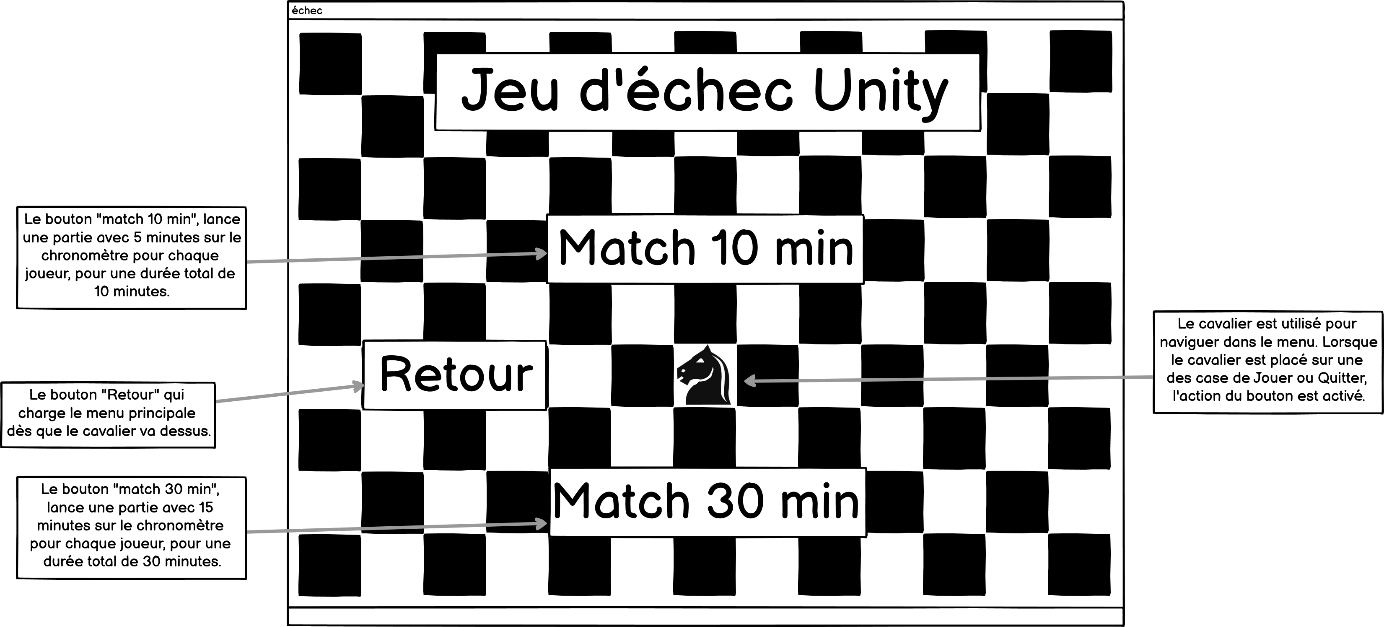 échec
Jeu d'échec Unity
Le bouton "match 10 min", lance
une partie avec 5 minutes sur le
chronomètre pour chaque
joueur, pour une durée total de
10 minutes.
Match 10 min
Le cavalier est utilisé pour
naviguer dans le menu. Lorsque
le cavalier est placé sur une
des case de Jouer ou Quitter,
l'action du bouton est activé.
Retour
Le bouton "Retour" qui
charge le menu principale
dès que le cavalier va dessus.
Le bouton "match 30 min",
lance une partie avec 15
minutes sur le chronomètre
pour chaque joueur, pour une
durée total de 30 minutes.
Match 30 min